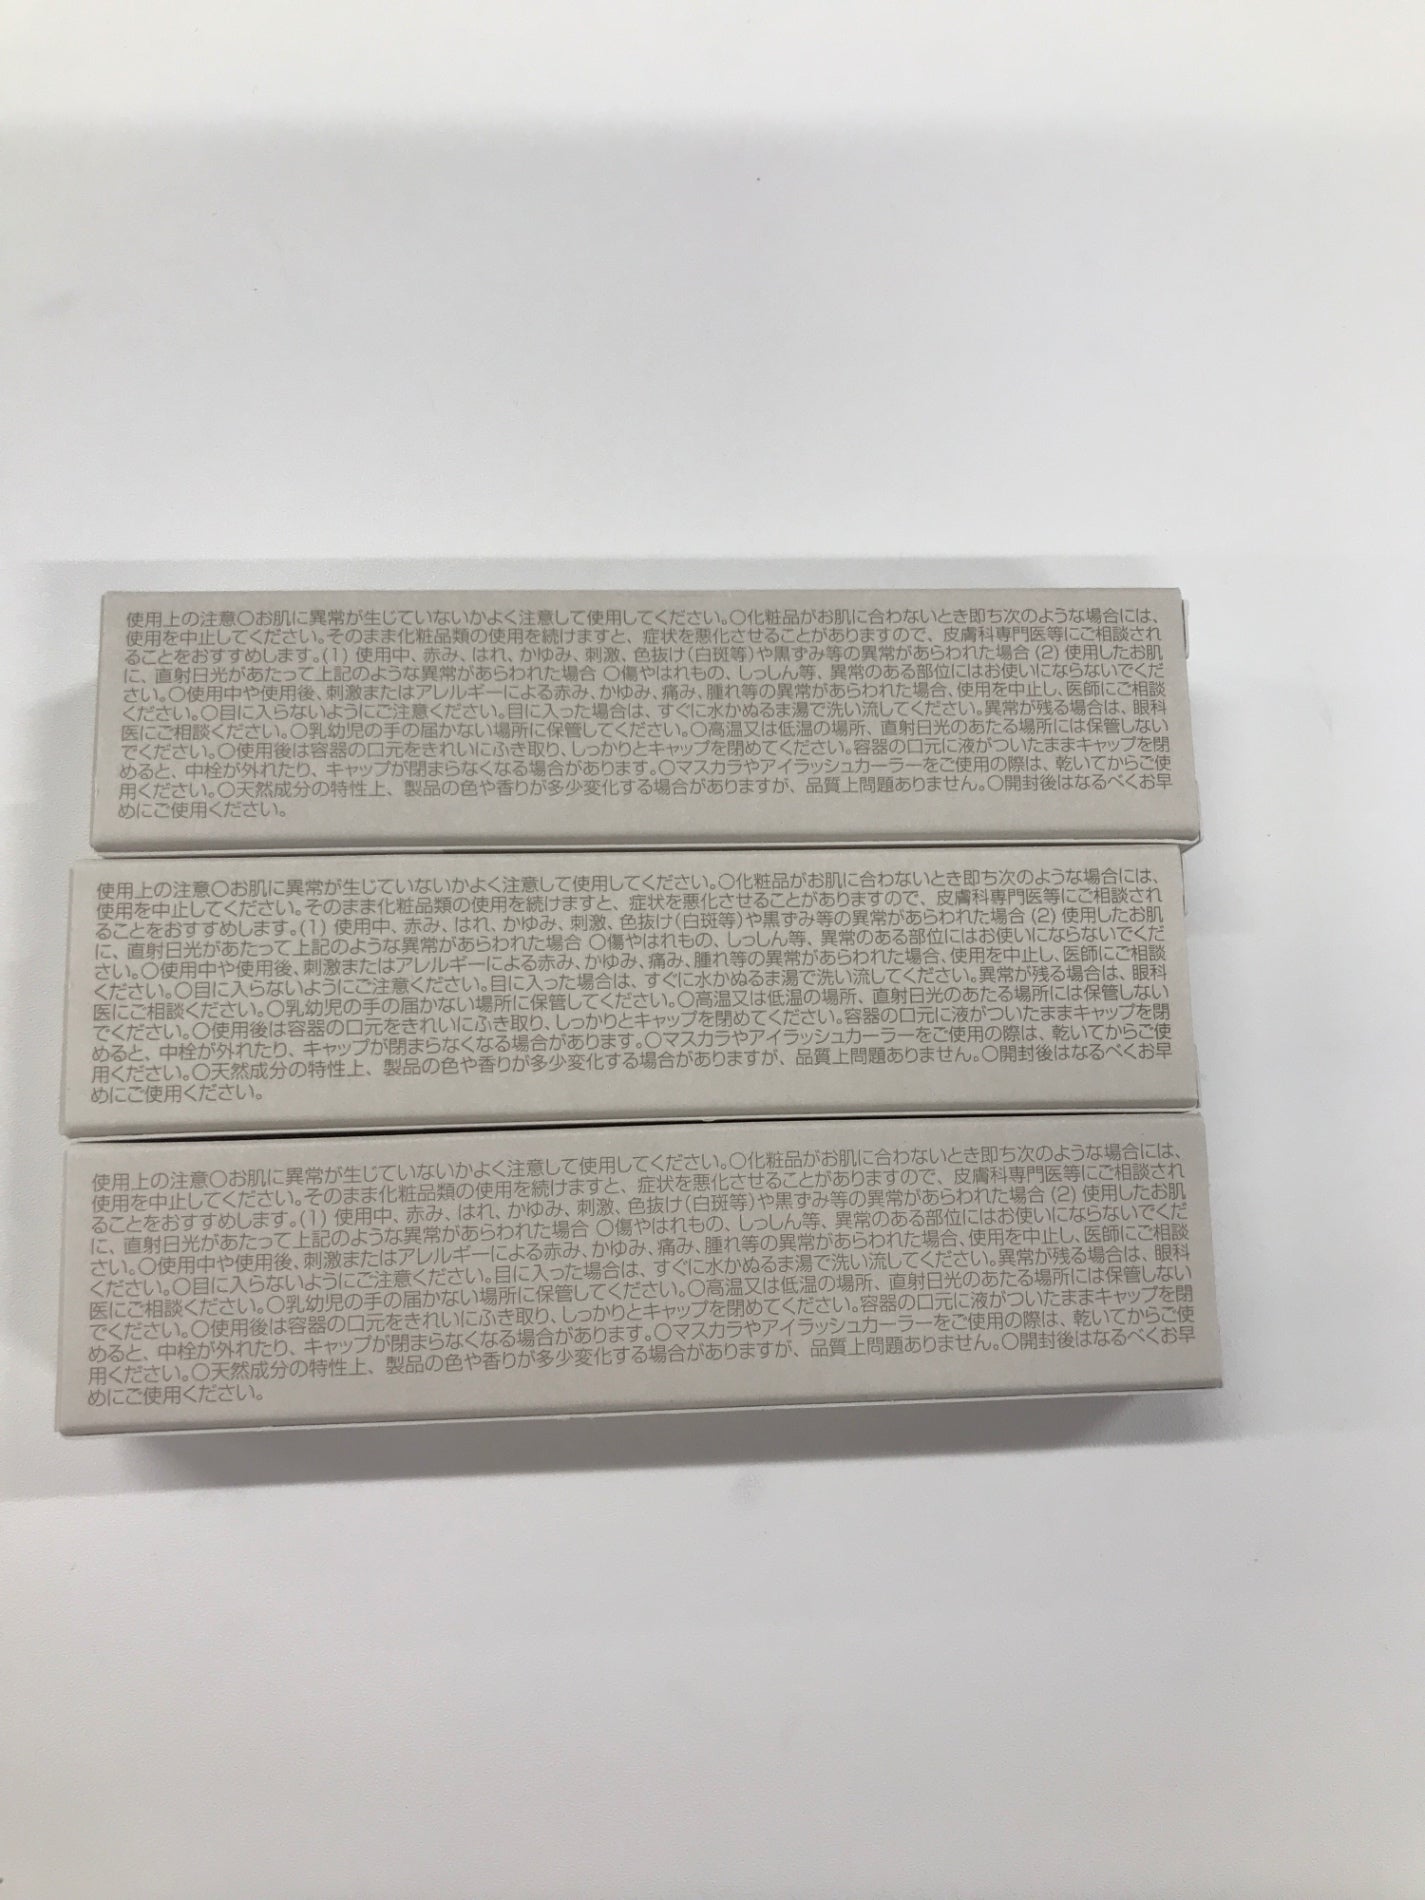 使用上の注意○お肌に異常が生じていないかよく注意して使用してください。○化粧品がお肌に合わないとき即ち次のような場合には、
使用を中止してください。そのまま化粧品類の使用を続けますと、症状を悪化させることがありますので、皮膚科専門医等にご相談され
ることをおすすめします。(1) 使用中、赤み、はれ、かゆみ、刺激、色抜け(白斑等)や黒ずみ等の異常があらわれた場合 (2) 使用したお肌
に、直射日光があたって上記のような異常があらわれた場合 ○傷やはれもの、しっしん等、異常のある部位にはお使いにならないでくだ
さい。○使用中や使用後、刺激またはアレルギーによる赤み、かゆみ、痛み、腫れ等の異常があらわれた場合、使用を中止し、医師にご相談
ください。○目に入らないようにご注意ください。目に入った場合は、すぐに水かぬるま湯で洗い流してください。異常が残る場合は、眼科
医にご相談ください。○乳幼児の手の届かない場所に保管してください。○高温又は低温の場所、直射日光のあたる場所には保管しない
でください。○使用後は容器の口元をきれいにふき取り、しっかりとキャップを閉めてください。容器の口元に液がついたままキャップを閉
めると、中栓が外れたり、キャップが閉まらなくなる場合があります。○マスカラやアイラッシュカーラーをご使用の際は、乾いてからご使
用ください。○天然成分の特性上、製品の色や香りが多少変化する場合がありますが、品質上問題ありません。○開封後はなるべくお早
めにご使用ください。
使用上の注意○お肌に異常が生じていないかよく注意して使用してください。○化粧品がお肌に合わないとき即ち次のような場合には、
使用を中止してください。そのまま化粧品類の使用を続けますと、症状を悪化させることがありますので、皮膚科専門医等にご相談され
ることをおすすめします。(1) 使用中、赤み、はれ、かゆみ、刺激、色抜け(白斑等)や黒ずみ等の異常があらわれた場合 (2) 使用したお肌
に、直射日光があたって上記のような異常があらわれた場合 ○傷やはれもの、しっしん等、異常のある部位にはお使いにならないでくだ
さい。○使用中や使用後、刺激またはアレルギーによる赤み、かゆみ、痛み、腫れ等の異常があらわれた場合、使用を中止し、医師にご相談
ください。○目に入らないようにご注意ください。目に入った場合は、すぐに水かぬるま湯で洗い流してください。異常が残る場合は、眼科
医にご相談ください。○乳幼児の手の届かない場所に保管してください。○高温又は低温の場所、直射日光のあたる場所には保管しない
でください。○使用後は容器の口元をきれいにふき取り、しっかりとキャップを閉めてください。容器の口元に液がついたままキャップを閉
めると、中栓が外れたり、キャップが閉まらなくなる場合があります。○マスカラやアイラッシュカーラーをご使用の際は、乾いてからご使
用ください。○天然成分の特性上、製品の色や香りが多少変化する場合がありますが、品質上問題ありません。○開封後はなるべくお早
めにご使用ください。
使用上の注意○お肌に異常が生じていないかよく注意して使用してください。○化粧品がお肌に合わないとき即ち次のような場合には、
使用を中止してください。そのまま化粧品類の使用を続けますと、症状を悪化させることがありますので、皮膚科専門医等にご相談され
ることをおすすめします。(1) 使用中、赤み、はれ、かゆみ、刺激、色抜け(白斑等)や黒ずみ等の異常があらわれた場合 (2) 使用したお肌
に、直射日光があたって上記のような異常があらわれた場合 ○傷やはれもの、しっしん等、異常のある部位にはお使いにならないでくだ
さい。○使用中や使用後、刺激またはアレルギーによる赤み、かゆみ、痛み、腫れ等の異常があらわれた場合、使用を中止し、医師にご相談
ください。○目に入らないようにご注意ください。目に入った場合は、すぐに水かぬるま湯で洗い流してください。異常が残る場合は、眼科
医にご相談ください。○乳幼児の手の届かない場所に保管してください。○高温又は低温の場所、直射日光のあたる場所には保管しない
でください。○使用後は容器の口元をきれいにふき取り、しっかりとキャップを閉めてください。容器の口元に液がついたままキャップを閉
めると、中栓が外れたり、キャップが閉まらなくなる場合があります。○マスカラやアイラッシュカーラーをご使用の際は、乾いてからご使
用ください。○天然成分の特性上、製品の色や香りが多少変化する場合がありますが、品質上問題ありません。○開封後はなるべくお早
めにご使用ください。